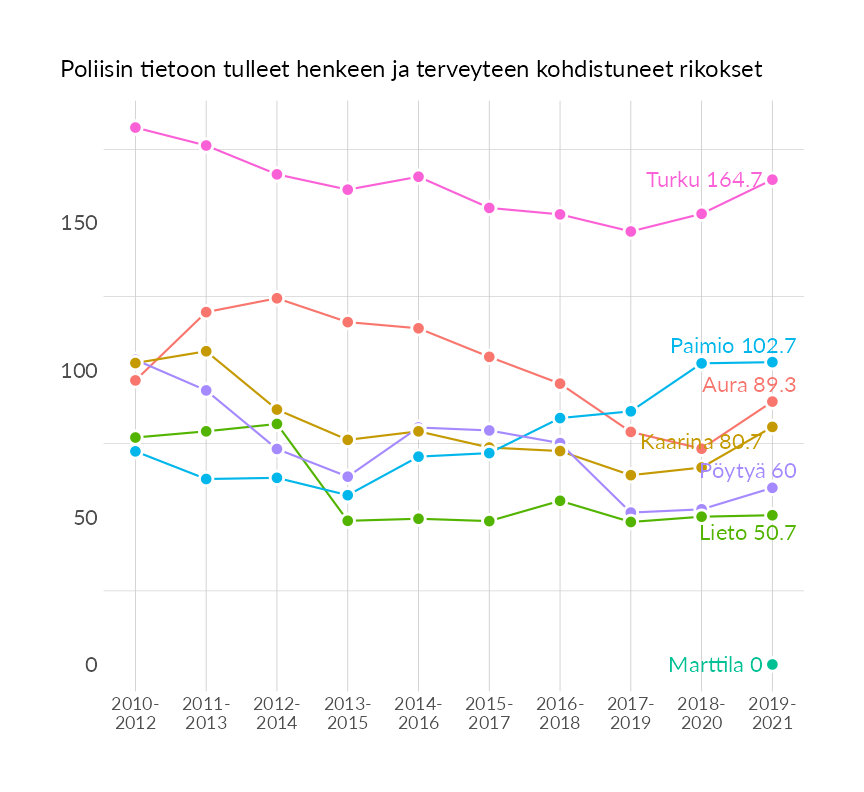 Poliisin tietoon tulleet henkeen ja terveyteen kohdistuneet rikokset
Turku 164.7
150
Paimio 102.7
100
Aura 89.3
Kaarina 80.7
Pöytyä 60
50
Lieto 50.7
0
Marttila 0
2010- 2011- 2012- 2013- 2014- 2015- 2016- 2017- 2018- 2019-
2012 2013 2014 2015 2016 2017 2018 2019 2020 2021